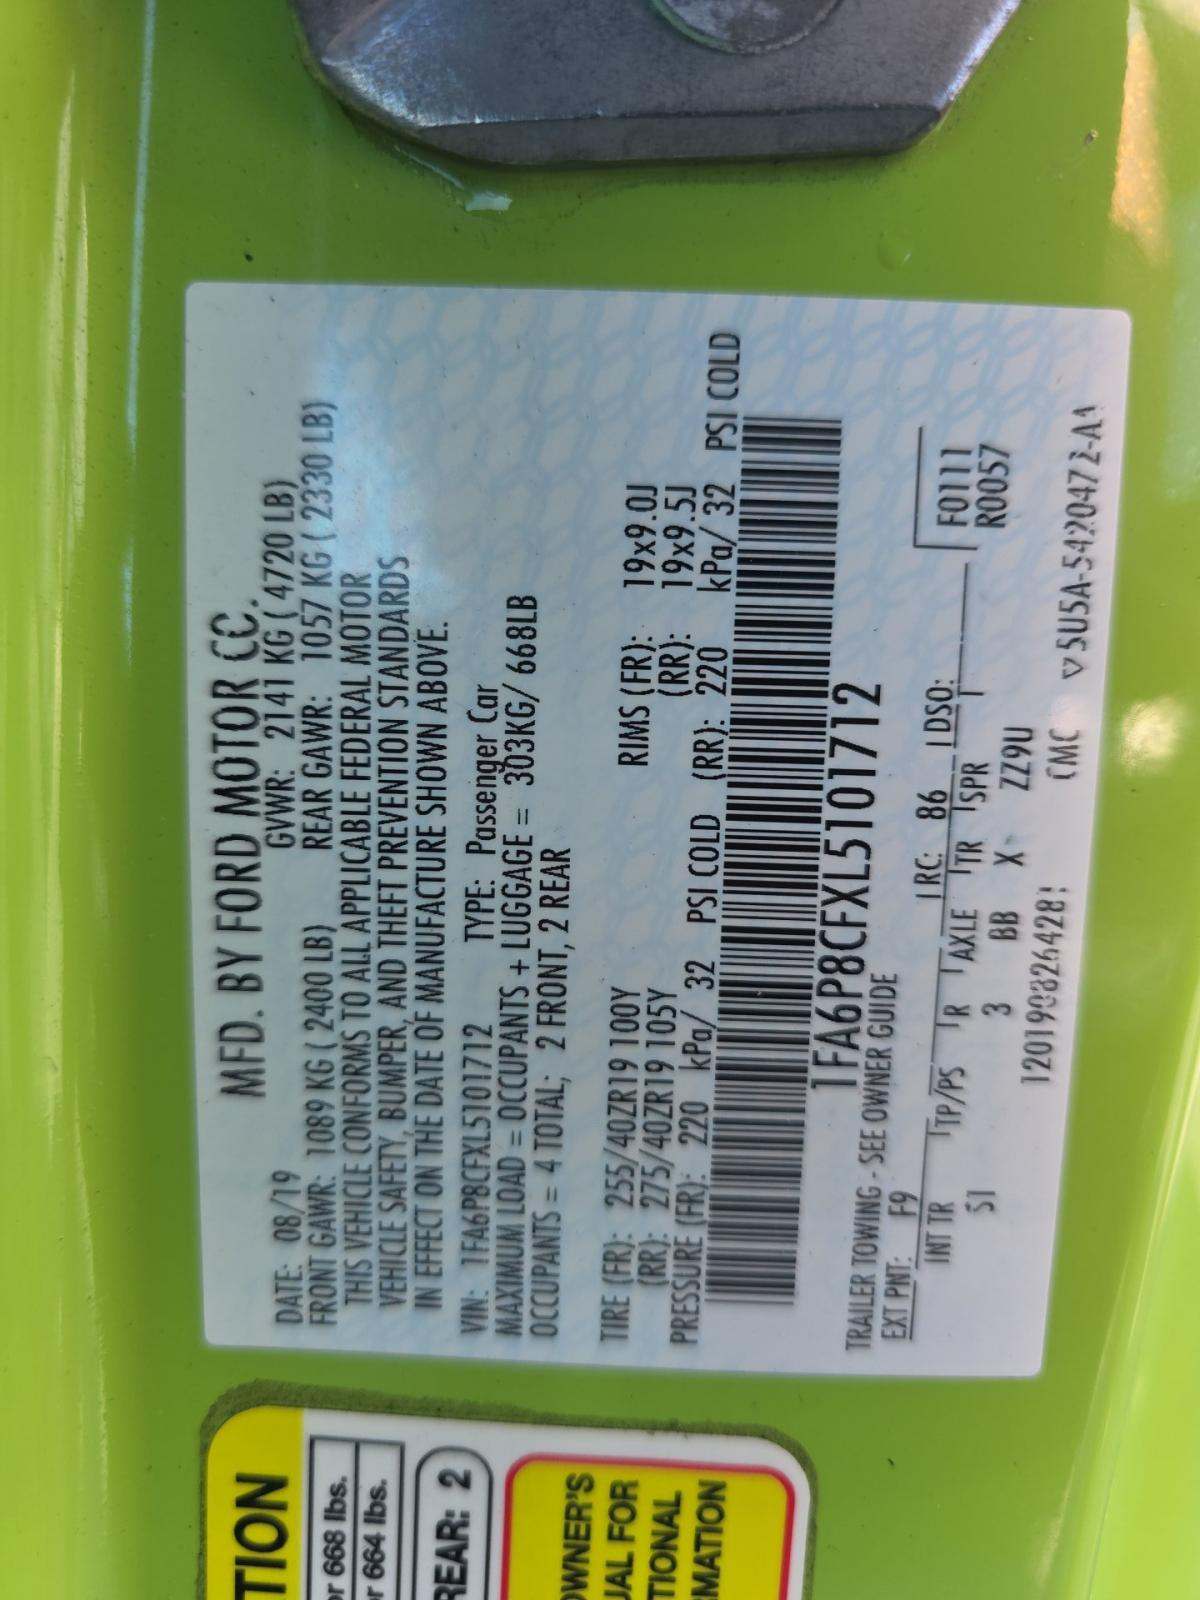 MFD. BY FORD MOTOR CO.
DATE: 08/19 GVWR: 2141 KG ( 4720 LB)
FRONT GAWR: 1089 KG ( 2400 LB) REAR GAWR: 1057 KG ( 2330 LB)
THIS VEHICLE CONFORMS TO ALL APPLICABLE FEDERAL MOTOR
VEHICLE SAFETY, BUMPER, AND THEFT PREVENTION STANDARDS
IN EFFECT ON THE DATE OF MANUFACTURE SHOWN ABOVE.
VIN: 1FA6P8CFXL5101712 TYPE: Passenger Car
MAXIMUM LOAD = OCCUPANTS + LUGGAGE = 303KG/ 668LB
OCCUPANTS = 4 TOTAL; 2 FRONT, 2 REAR
TIRE (FR): 255/40ZR19 100Y RIMS (FR): 19x9.0J
(RR): 275/40ZR19 105Y (RR): 19x9.5J
PRESSURE (FR): 220 kPa/ 32 PSI COLD (RR): 220 kPa/ 32 PSI COLD
1FA6P8CFXL5101712
TRAILER TOWING - SEE OWNER GUIDE
EXT PNT: F9 RC: 86 DSO:
INT TR TP/PS R AXLE TR SPR F0111
5J 3 BB X ZZ9U R0057
CMC
TION
or 668 lbs.
or 664 lbs.
REAR: 2
OWNER'S
UAL FOR
TIONAL
RMATION